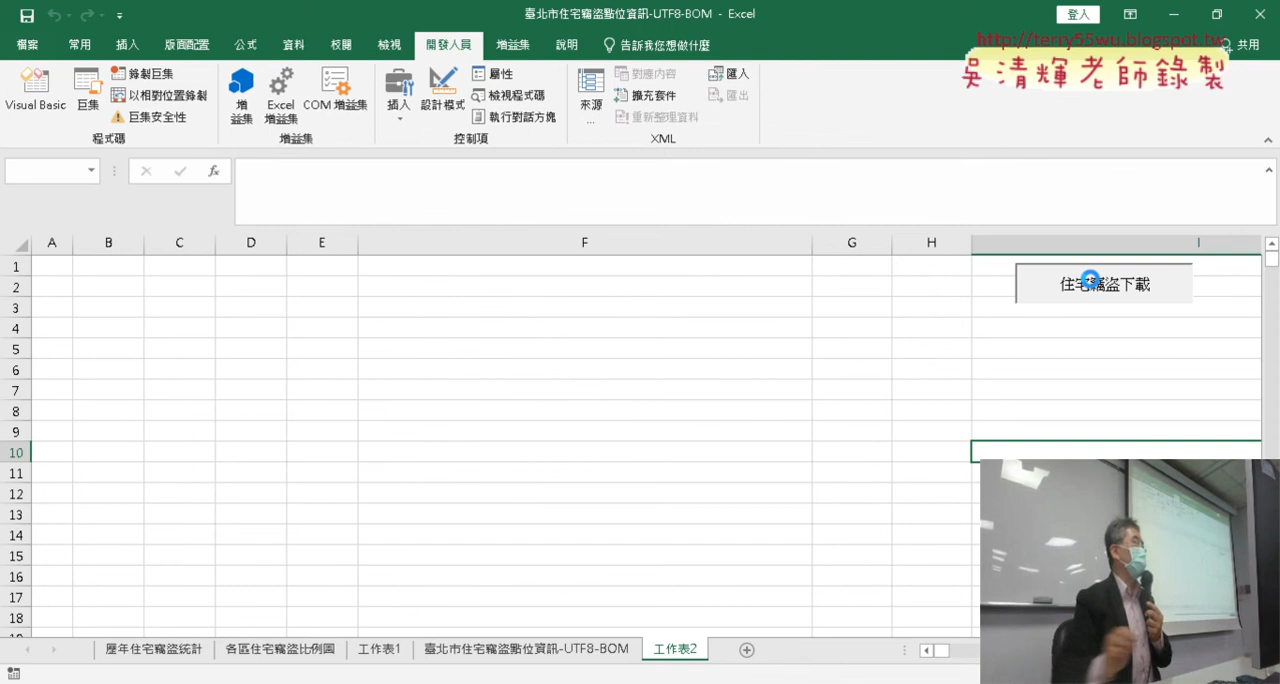 臺北市住宅竊盜點位資訊-UTF8-BOM - Excel
登入
檔案 常用 插入 版面配置 公式 資料 校閱 檢視 開發人員 增益集 說明 告訴我您想做什麼 共用
http://terry55wu.blogspot.tw
吳清輝老師錄製
Visual Basic
巨集
錄製巨集
以相對位置錄製
巨集安全性
程式碼
增益集
Excel 增益集
COM 增益集
增益集
插入
設計模式
屬性
檢視程式碼
執行對話方塊
控制項
來源
...
對應內容
擴充套件
重新整理資料
匯入
匯出
XML
fx
A B C D E F G H I
1
2
住宅竊盜下載
3
4
5
6
7
8
9
10
11
12
13
14
15
16
17
18
歷年住宅竊盜統計 各區住宅竊盜比例圖 工作表1 臺北市住宅竊盜點位資訊-UTF8-BOM 工作表2